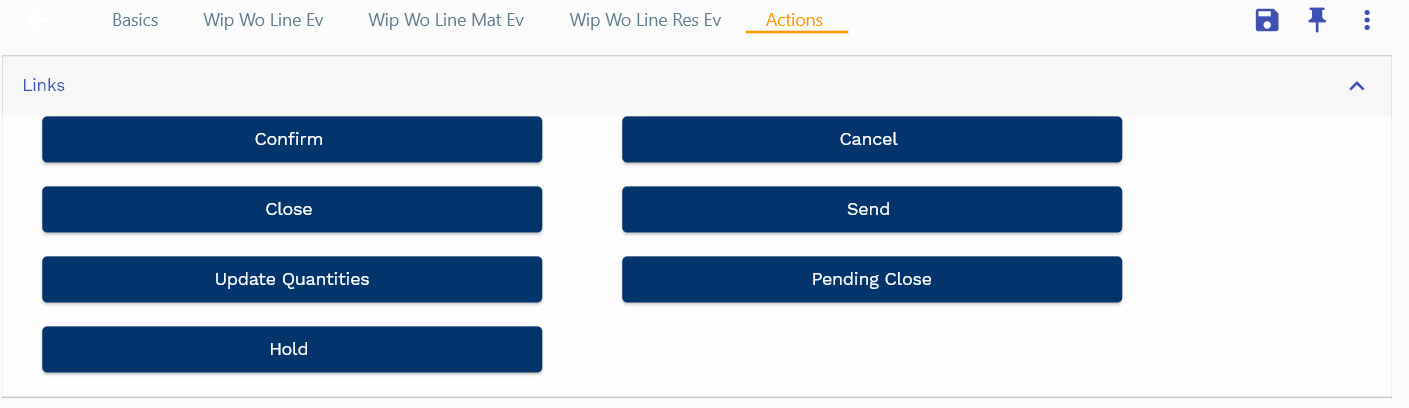 Basics Wip Wo Line Ev Wip Wo Line Mat Ev Wip Wo Line Res Ev Actions
Links
Confirm Cancel
Close Send
Update Quantities Pending Close
Hold